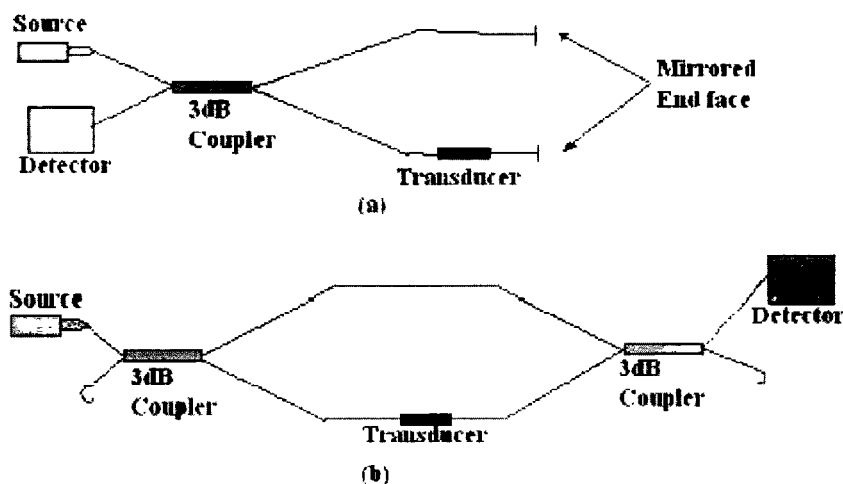 Source
Mirrored
End face
3dB
Coupler
Detector
Transducer
(a)
Source
Detector
3dB
Coupler
3dB
Coupler
Transducer
(b)